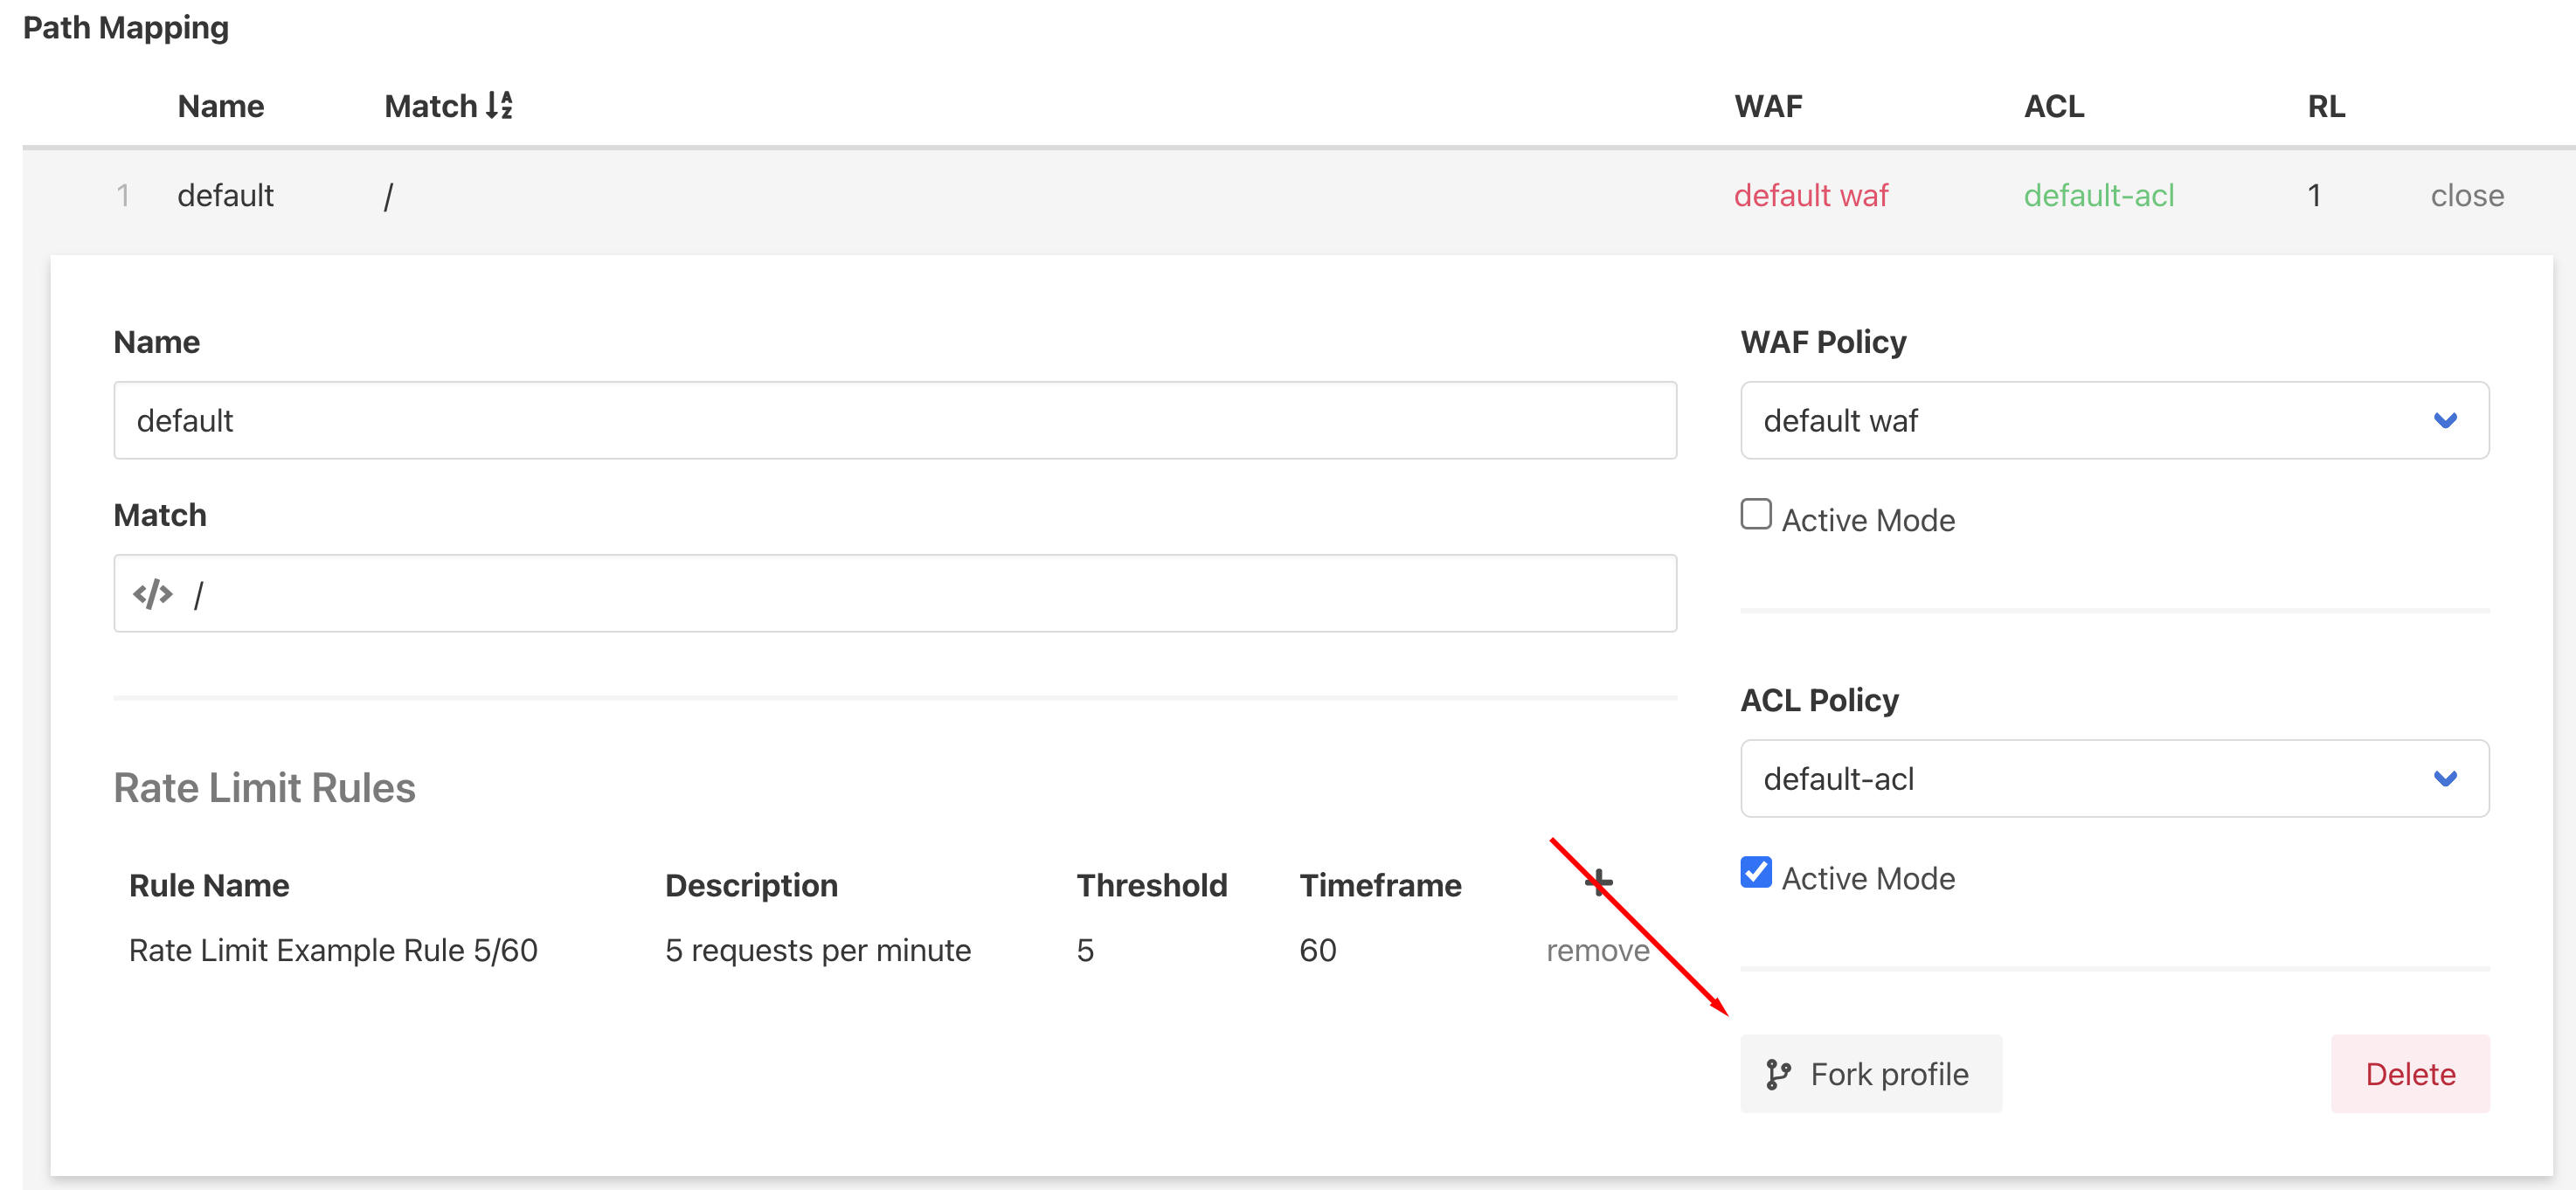 Path Mapping
Name Match WAF ACL RL
1 default / default waf default-acl 1 close
Name
default
Match
/
Rate Limit Rules
Rule Name Description Threshold Timeframe +
Rate Limit Example Rule 5/60 5 requests per minute 5 60 remove
WAF Policy
default waf
Active Mode
ACL Policy
default-acl
Active Mode
Fork profile Delete